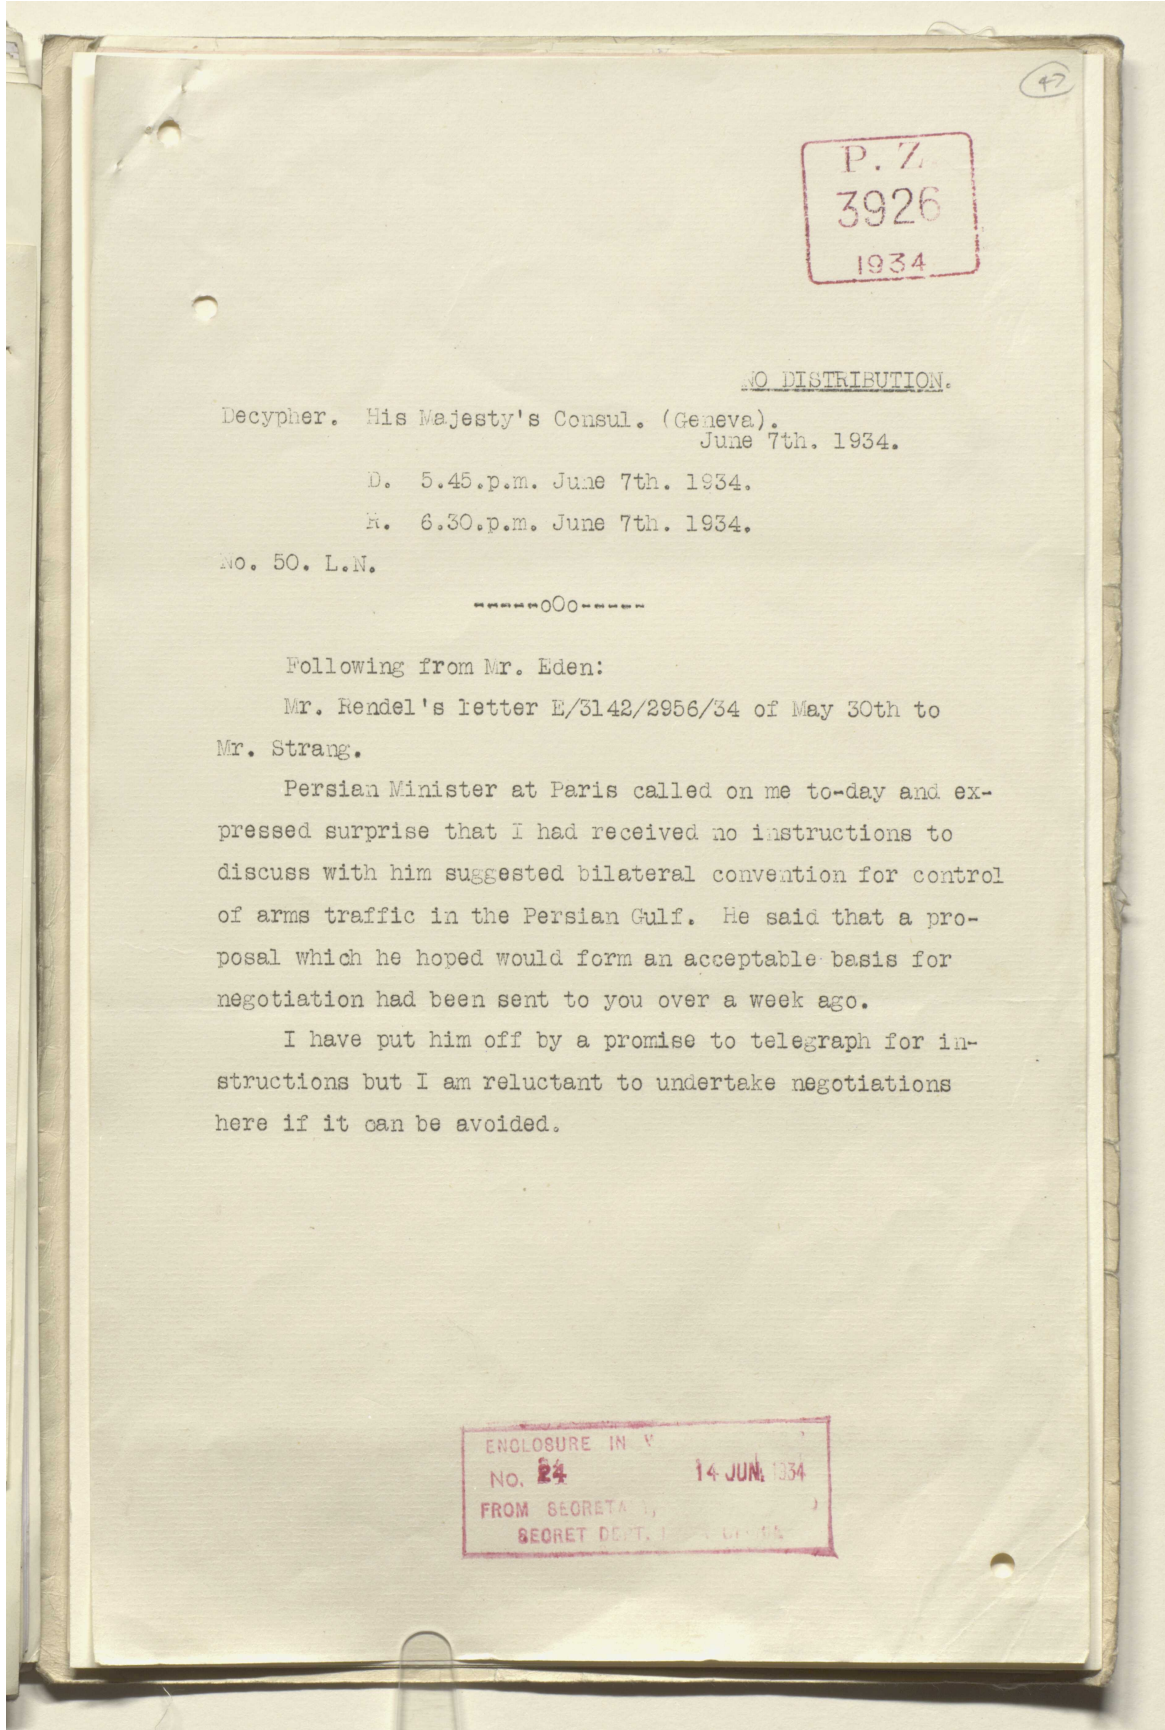 47
P. Z
3926
1934
NO DISTRIBUTION.
Decypher. His Majesty's Consul. (Geneva).
June 7th. 1934.
D. 5.45.p.m. June 7th. 1934.
R. 6.30.p.m. June 7th. 1934.
No. 50. L.N.
------oOo------
Following from Mr. Eden:
Mr. Rendel's letter E/3142/2956/34 of May 30th to
Mr. Strang.
Persian Minister at Paris called on me to-day and ex-
pressed surprise that I had received no instructions to
discuss with him suggested bilateral convention for control
of arms traffic in the Persian Gulf. He said that a pro-
posal which he hoped would form an acceptable basis for
negotiation had been sent to you over a week ago.
I have put him off by a promise to telegraph for in-
structions but I am reluctant to undertake negotiations
here if it can be avoided.
ENCLOSURE IN
NO. 24 14 JUN. 1934
FROM
SECRET DEPT.